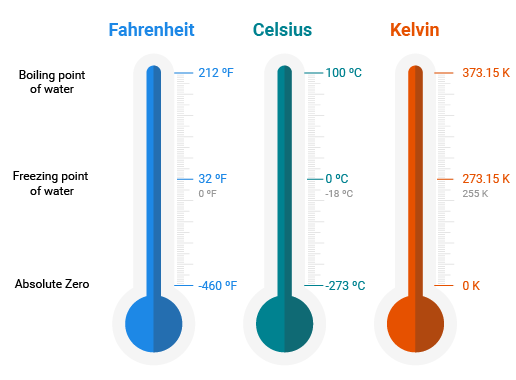 Fahrenheit Celsius Kelvin
Boiling point
of water
212 ºF 100 ºC 373.15 K
Freezing point
of water
32 ºF 0 ºC 273.15 K
0 ºF -18 ºC 255 K
Absolute Zero -460 ºF -273 ºC 0 K